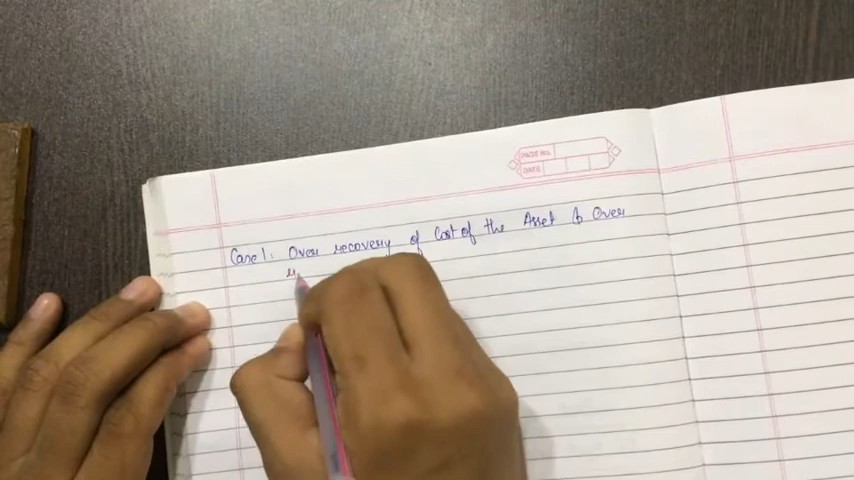 PAGE NO.
DATE
Case 1: Over recovery of Cost of the Asset & Over